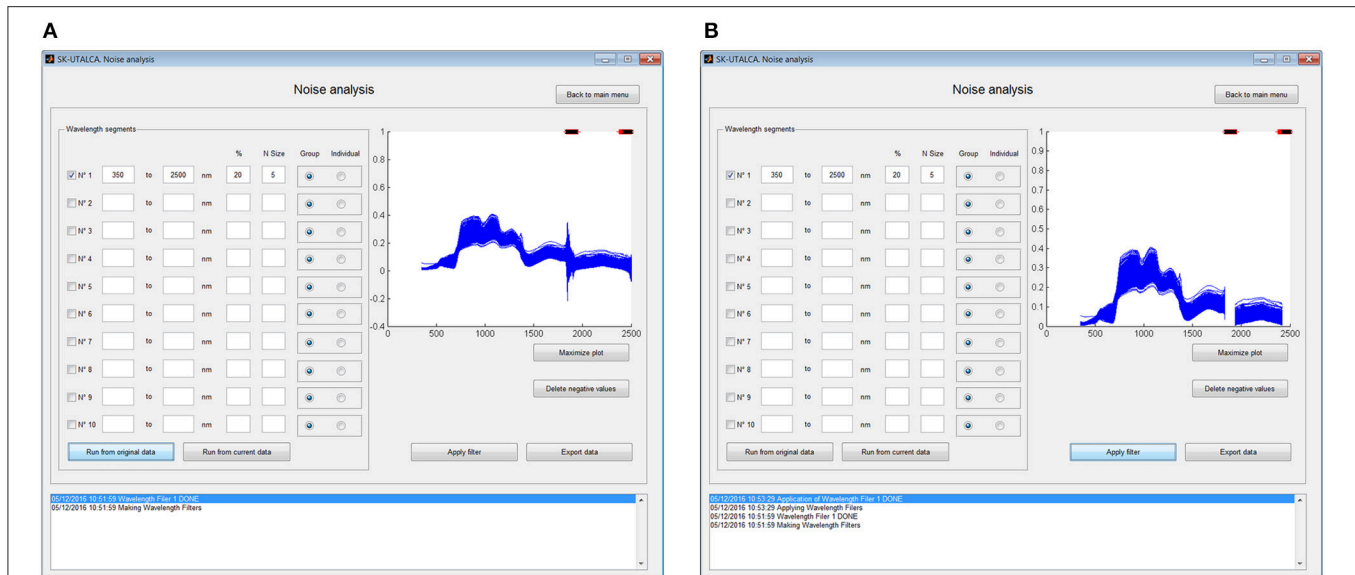 A
SK-UTALCA. Noise analysis
Noise analysis
Back to main menu
Wavelength segments
% N Size Group Individual
N° 1 350 to 2500 nm 20 5
N° 2 to nm
N° 3 to nm
N° 4 to nm
N° 5 to nm
N° 6 to nm
N° 7 to nm
N° 8 to nm
N° 9 to nm
N° 10 to nm
1
0.8
0.6
0.4
0.2
0
-0.2
-0.4
0 500 1000 1500 2000 2500
Maximize plot
Delete negative values
Run from original data Run from current data Apply filter Export data
05/12/2016 10:51:59 Wavelength Filer 1 DONE
05/12/2016 10:51:59 Making Wavelength Filters
B
SK-UTALCA. Noise analysis
Noise analysis
Back to main menu
Wavelength segments
% N Size Group Individual
N° 1 350 to 2500 nm 20 5
N° 2 to nm
N° 3 to nm
N° 4 to nm
N° 5 to nm
N° 6 to nm
N° 7 to nm
N° 8 to nm
N° 9 to nm
N° 10 to nm
1
0.9
0.8
0.7
0.6
0.5
0.4
0.3
0.2
0.1
0
0 500 1000 1500 2000 2500
Maximize plot
Delete negative values
Run from original data Run from current data Apply filter Export data
05/12/2016 10:53:29 Application of Wavelength Filer 1 DONE
05/12/2016 10:53:29 Applying Wavelength Filers
05/12/2016 10:51:59 Wavelength Filer 1 DONE
05/12/2016 10:51:59 Making Wavelength Filters